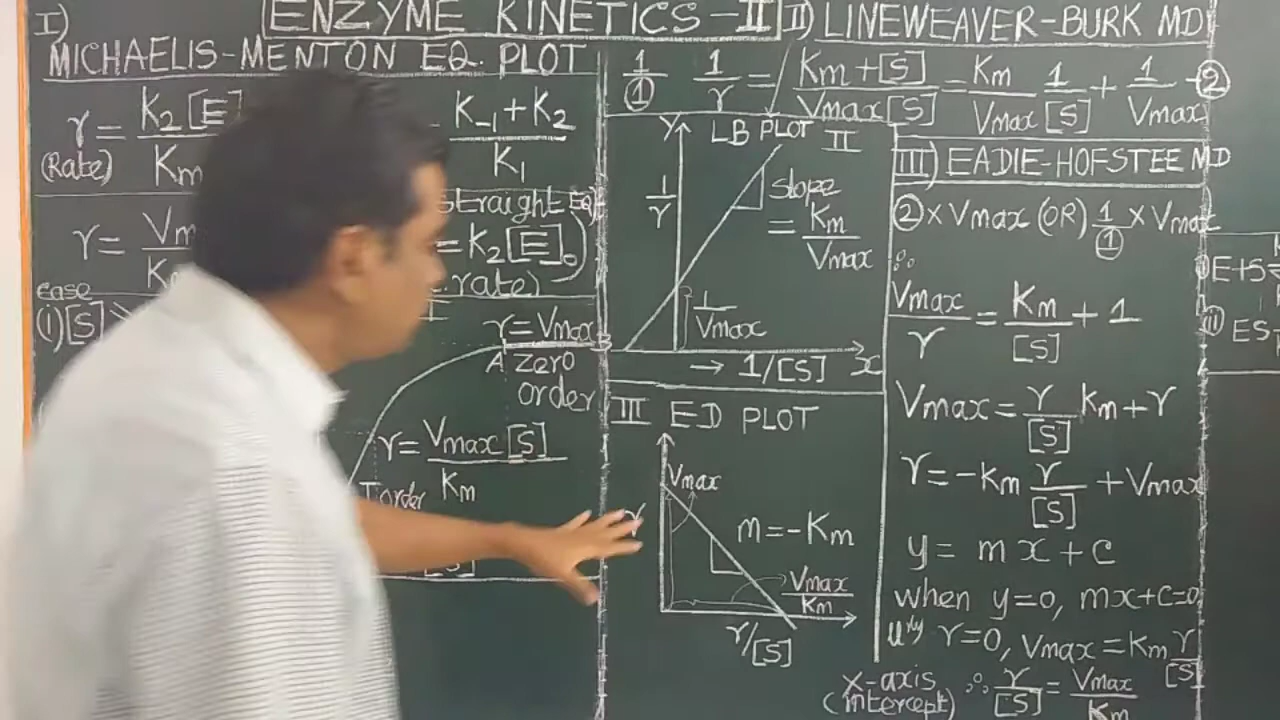 ENZYME KINETICS-II
I)
MICHAELIS-MENTON EQ. PLOT
r = K2[E]
(Rate) Km
K-1 + K2
K1
straight
r = Vm
= K2[E]0
rate)
case
(i)[S]
r=Vmax
A zero
order
r = Vmax[S] / Km
I order
[S]
II) LINEWEAVER-BURK MD
1/① 1/r = Km+[S] / Vmax[S] = Km/Vmax 1/[S] + 1/Vmax -②
Y LB PLOT II
1/r
slope
= Km/Vmax
1/Vmax
→ 1/[S] x
III ED PLOT
Vmax
r
m=-Km
Vmax/Km
r/[S]
III) EADIE-HOFSTEE MD
② × Vmax (OR) 1/① × Vmax
∴
Vmax/r = Km/[S] + 1
Vmax = r/[S] Km + r
r = -Km r/[S] + Vmax
y = mx + c
when y=0, mx+c=0
lllly r=0, Vmax = Km r/[S]
x-axis
(intercept) ∴ r/[S] = Vmax/Km
E+S
iii
ES